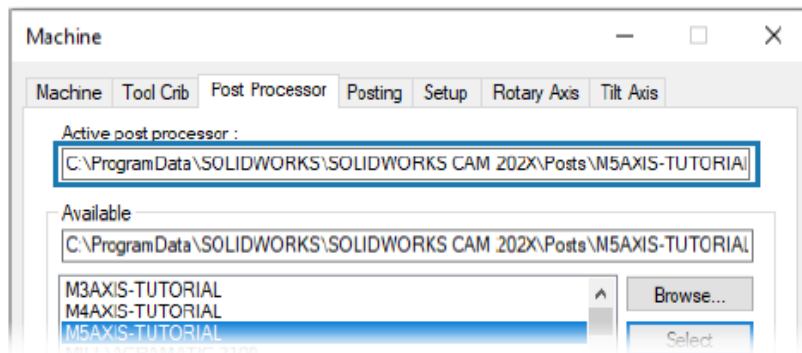 Machine
Machine Tool Crib Post Processor Posting Setup Rotary Axis Tilt Axis
Active post processor :
C:\ProgramData\SOLIDWORKS\SOLIDWORKS CAM 202X\Posts\M5AXIS-TUTORIAL
Available
C:\ProgramData\SOLIDWORKS\SOLIDWORKS CAM 202X\Posts\M5AXIS-TUTORIAL
M3AXIS-TUTORIAL
Browse...
M4AXIS-TUTORIAL
M5AXIS-TUTORIAL
Select